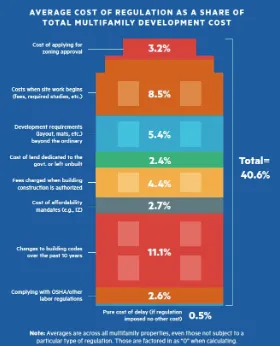 AVERAGE COST OF REGULATION AS A SHARE OF
TOTAL MULTIFAMILY DEVELOPMENT COST
Cost of applying for
zoning approval
3.2%
Costs when site work begins
(fees, required studies, etc.)
8.5%
Development requirements
(layout, mats, etc.)
beyond the ordinary
5.4%
Cost of land dedicated to the
govt. or left unbuilt
2.4%
Fees charged when building
construction is authorized
4.4%
Cost of affordability
mandates (e.g., IZ)
2.7%
Changes to building codes
over the past 10 years
11.1%
Complying with OSHA/other
labor regulations
2.6%
Pure cost of delay (if regulation
imposed no other cost)
0.5%
Total=
40.6%
Note: Averages are across all multifamily properties, even those not subject to a
particular type of regulation. Those are factored in as "0" when calculating.